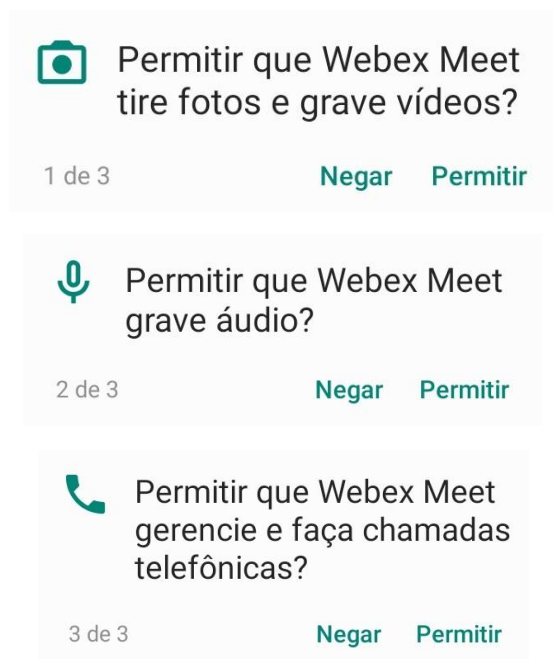 Permitir que Webex Meet
tire fotos e grave vídeos?
1 de 3 Negar Permitir
Permitir que Webex Meet
grave áudio?
2 de 3 Negar Permitir
Permitir que Webex Meet
gerencie e faça chamadas
telefônicas?
3 de 3 Negar Permitir